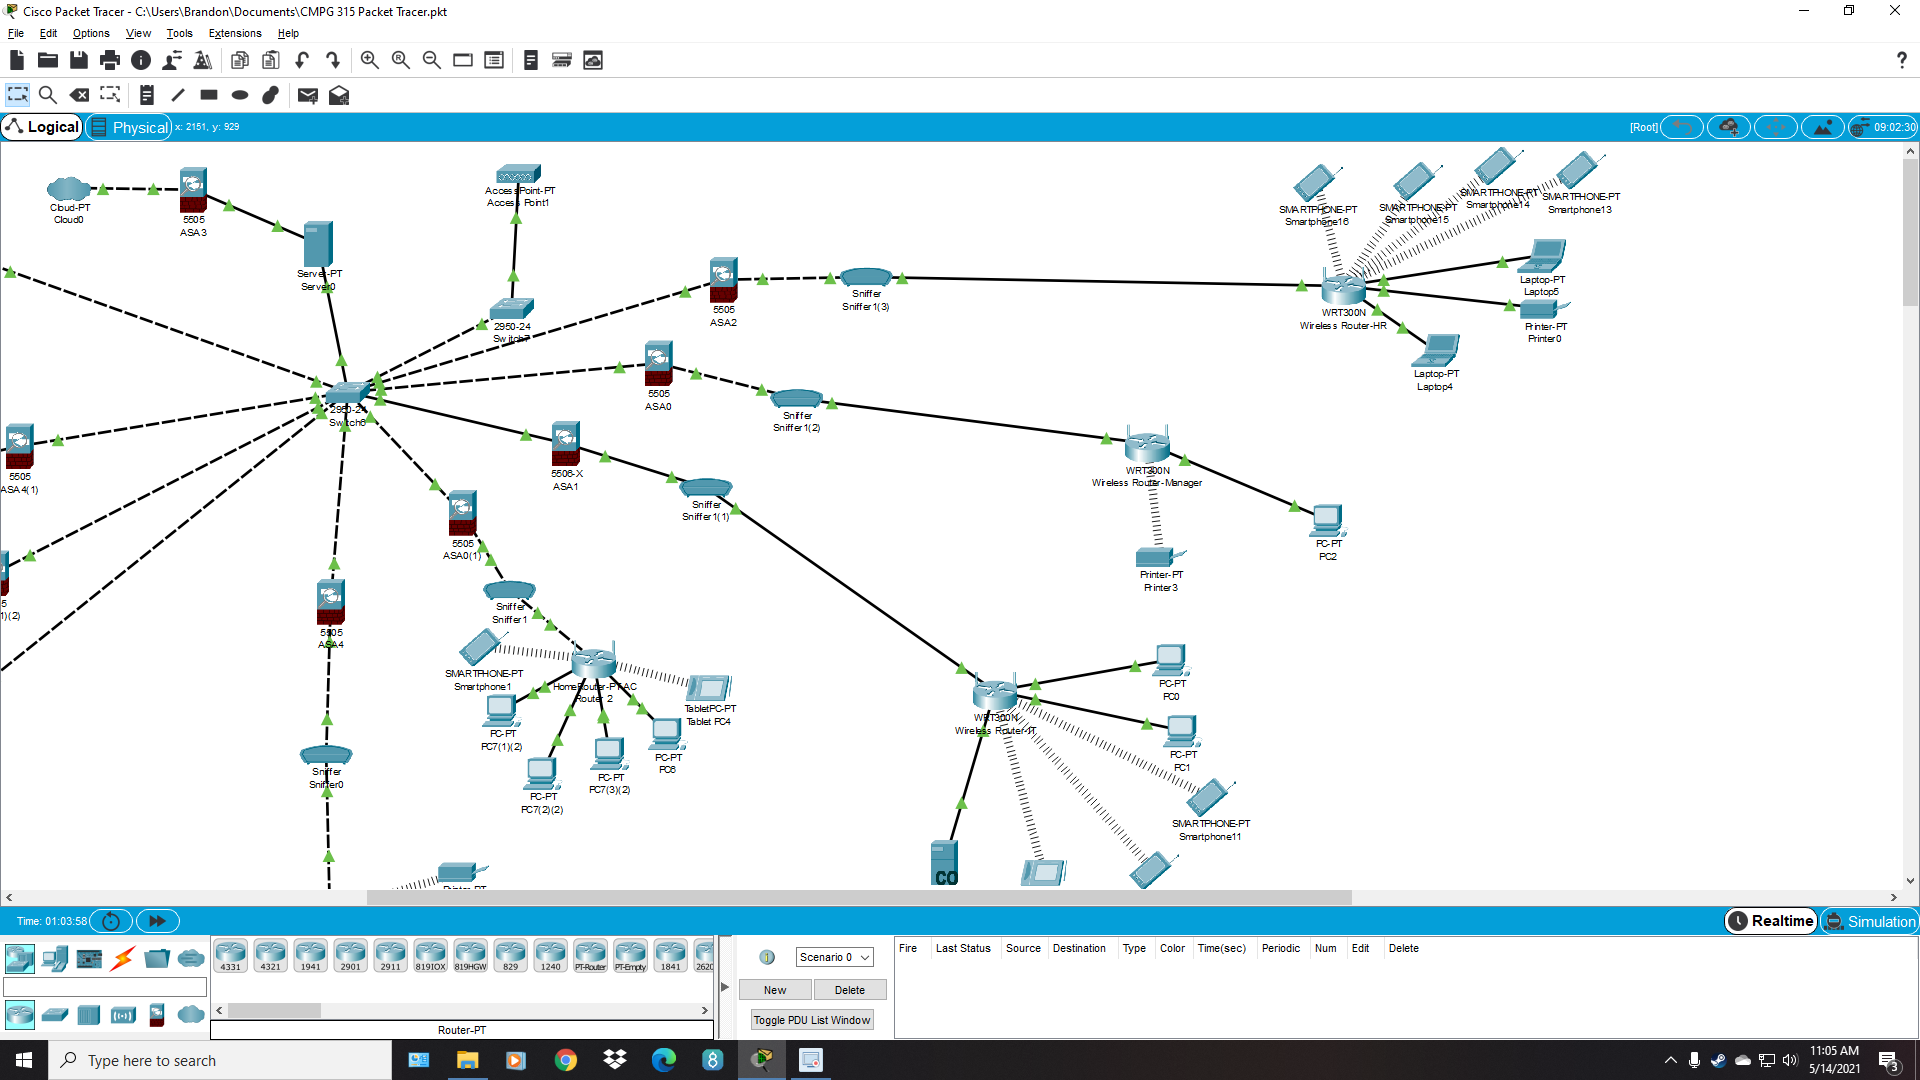 Cisco Packet Tracer - C:\Users\Brandon\Documents\CMPG 315 Packet Tracer.pkt
File Edit Options View Tools Extensions Help
?
Logical Physical x: 2151, y: 929 [Root] 09:02:30
Cloud-PT
Cloud0
5505
ASA3
Server-PT
Server0
AccessPoint-PT
Access Point1
2950-24
Switch7
5505
ASA2
Sniffer
Sniffer1(3)
SMARTPHONE-PT
Smartphone16
SMARTPHONE-PT
Smartphone15
SMARTPHONE-PT
Smartphone14
SMARTPHONE-PT
Smartphone13
WRT300N
Wireless Router-HR
Laptop-PT
Laptop5
Printer-PT
Printer0
Laptop-PT
Laptop4
2950-24
5505
ASA0
Sniffer
Sniffer1(2)
5505
ASA4(1)
5506-X
ASA1
Sniffer
Sniffer1(1)
WRT300N
Wireless Router-Manager
PC-PT
PC2
Printer-PT
Printer3
5505
ASA0(1)
5
1)(2)
5505
ASA4
Sniffer
Sniffer1
SMARTPHONE-PT
Smartphone1
HomeRouter-PT-AC
Router 2
TabletPC-PT
Tablet PC4
PC-PT
PC7(1)(2)
PC-PT
PC7(2)(2)
PC-PT
PC7(3)(2)
PC-PT
PC6
PC-PT
PC0
WRT300N
Wireless Router-IT
PC-PT
PC1
SMARTPHONE-PT
Smartphone11
Sniffer
Sniffer0
Printer-PT
CO
Time: 01:03:58 Realtime Simulation
4331 4321 1941 2901 2911 819IOX 819HGW 829 1240 PT-Router PT-Empty 1841 2620
Router-PT
Scenario 0
New Delete
Toggle PDU List Window
Fire Last Status Source Destination Type Color Time(sec) Periodic Num Edit Delete
Type here to search
11:05 AM
5/14/2021
3